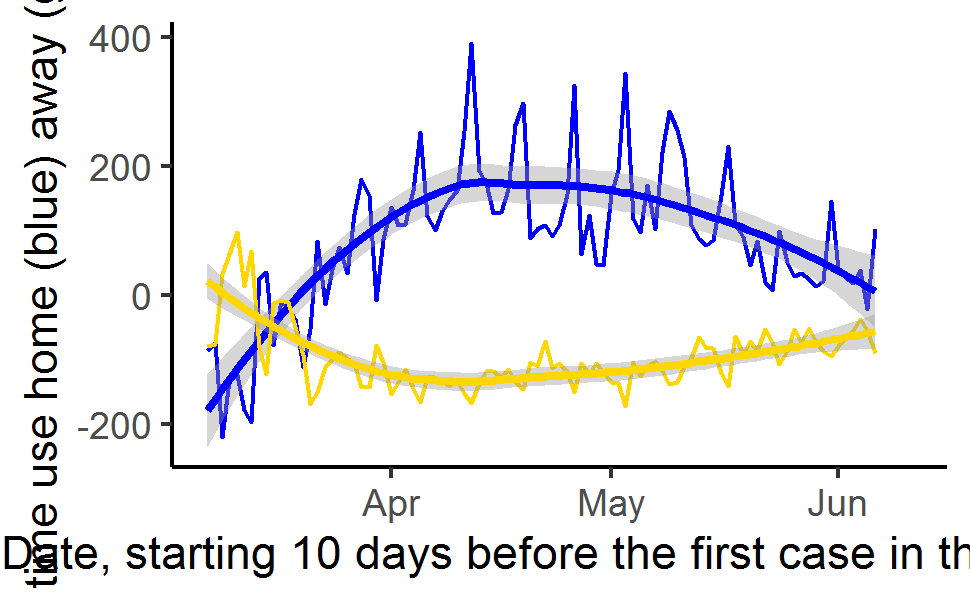 time use home (blue) away (
400
200
0
-200
Apr May Jun
Date, starting 10 days before the first case in th